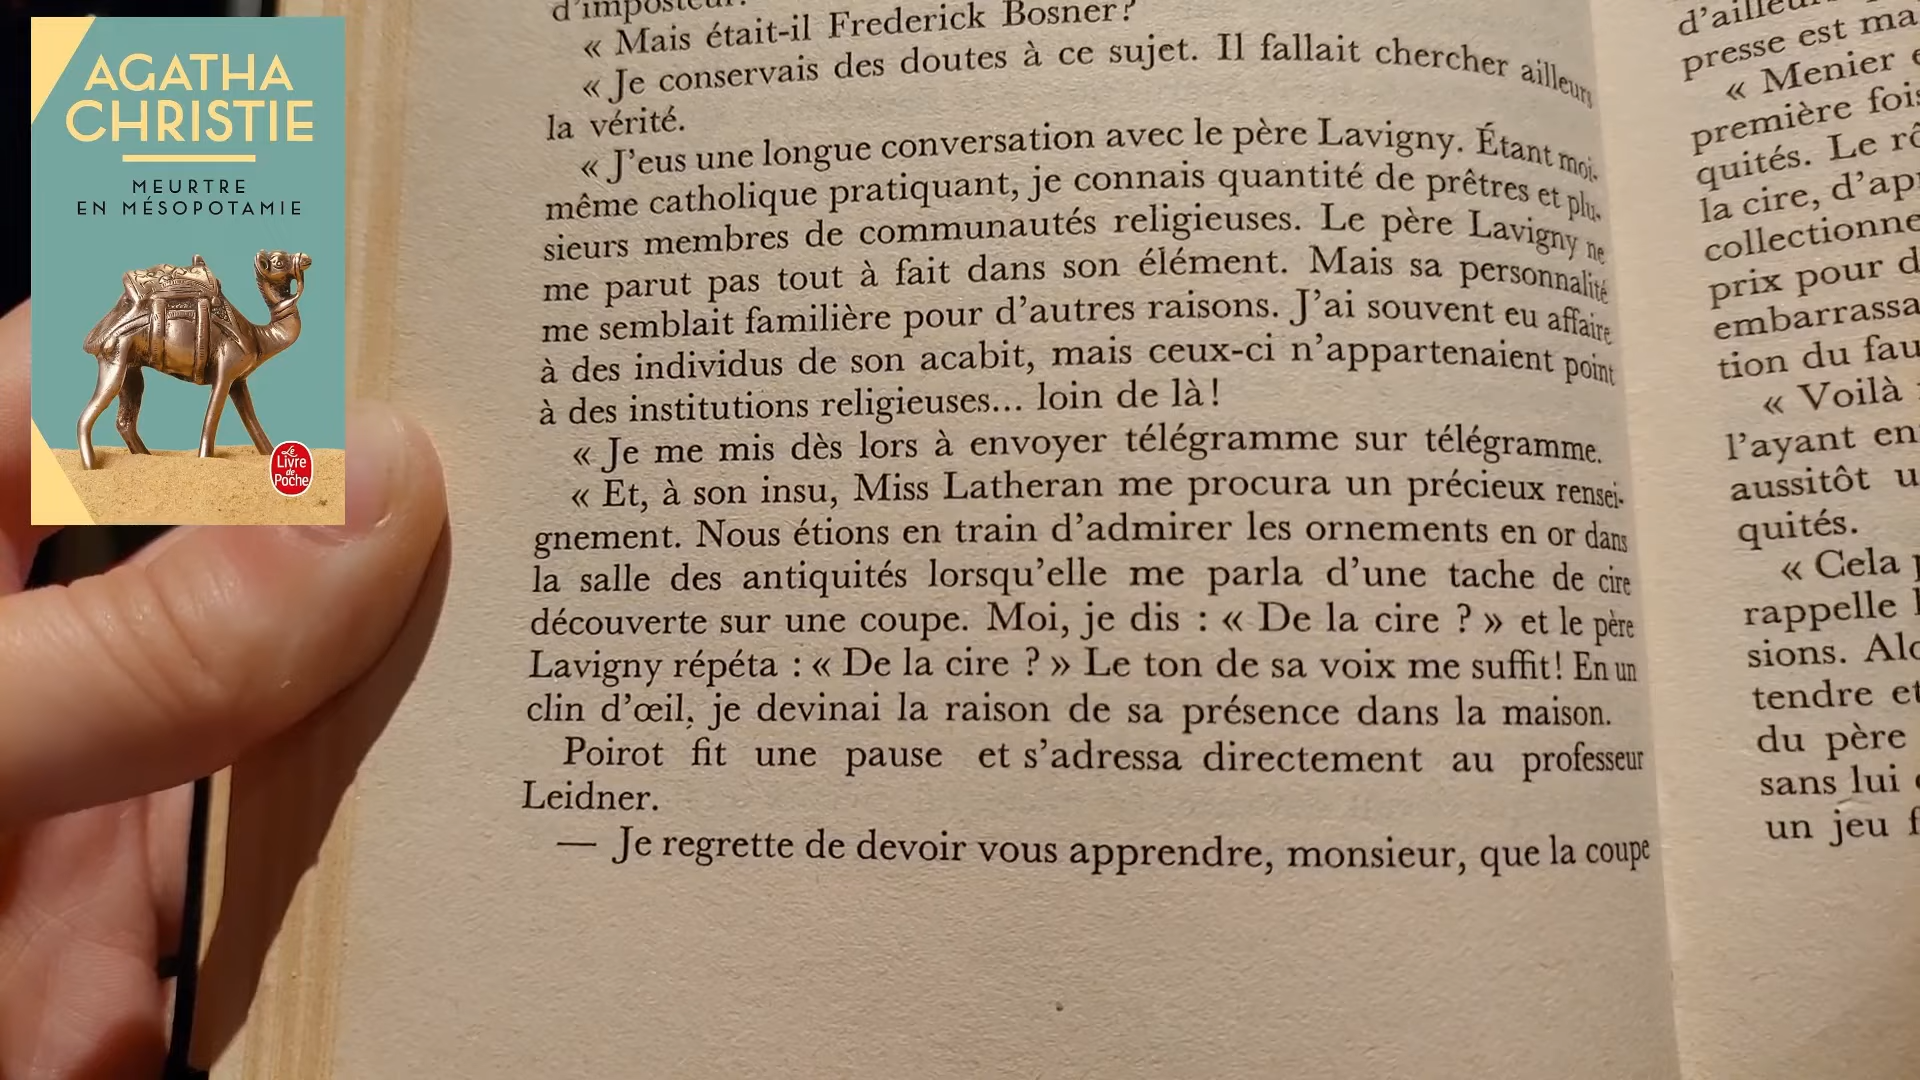 AGATHA
CHRISTIE
MEURTRE
EN MÉSOPOTAMIE
Le
Livre
de
Poche
d'imposteur.
« Mais était-il Frederick Bosner?
« Je conservais des doutes à ce sujet. Il fallait chercher ailleurs
la vérité.
« J'eus une longue conversation avec le père Lavigny. Étant moi-
même catholique pratiquant, je connais quantité de prêtres et plu-
sieurs membres de communautés religieuses. Le père Lavigny ne
me parut pas tout à fait dans son élément. Mais sa personnalité
me semblait familière pour d'autres raisons. J'ai souvent eu affaire
à des individus de son acabit, mais ceux-ci n'appartenaient point
à des institutions religieuses... loin de là!
« Je me mis dès lors à envoyer télégramme sur télégramme.
« Et, à son insu, Miss Latheran me procura un précieux rensei-
gnement. Nous étions en train d'admirer les ornements en or dans
la salle des antiquités lorsqu'elle me parla d'une tache de cire
découverte sur une coupe. Moi, je dis : « De la cire ? » et le père
Lavigny répéta : « De la cire ? » Le ton de sa voix me suffit! En un
clin d'œil, je devinai la raison de sa présence dans la maison.
Poirot fit une pause et s'adressa directement au professeur
Leidner.
— Je regrette de devoir vous apprendre, monsieur, que la coupe
presse est
« Menier
première
quités. Le
la cire,
collectionne
prix pour
embarrassa
tion du
« Voilà
l'ayant
aussitôt
quités.
« Cela
rappelle
sions.
tendre et
du père
sans lui
un jeu